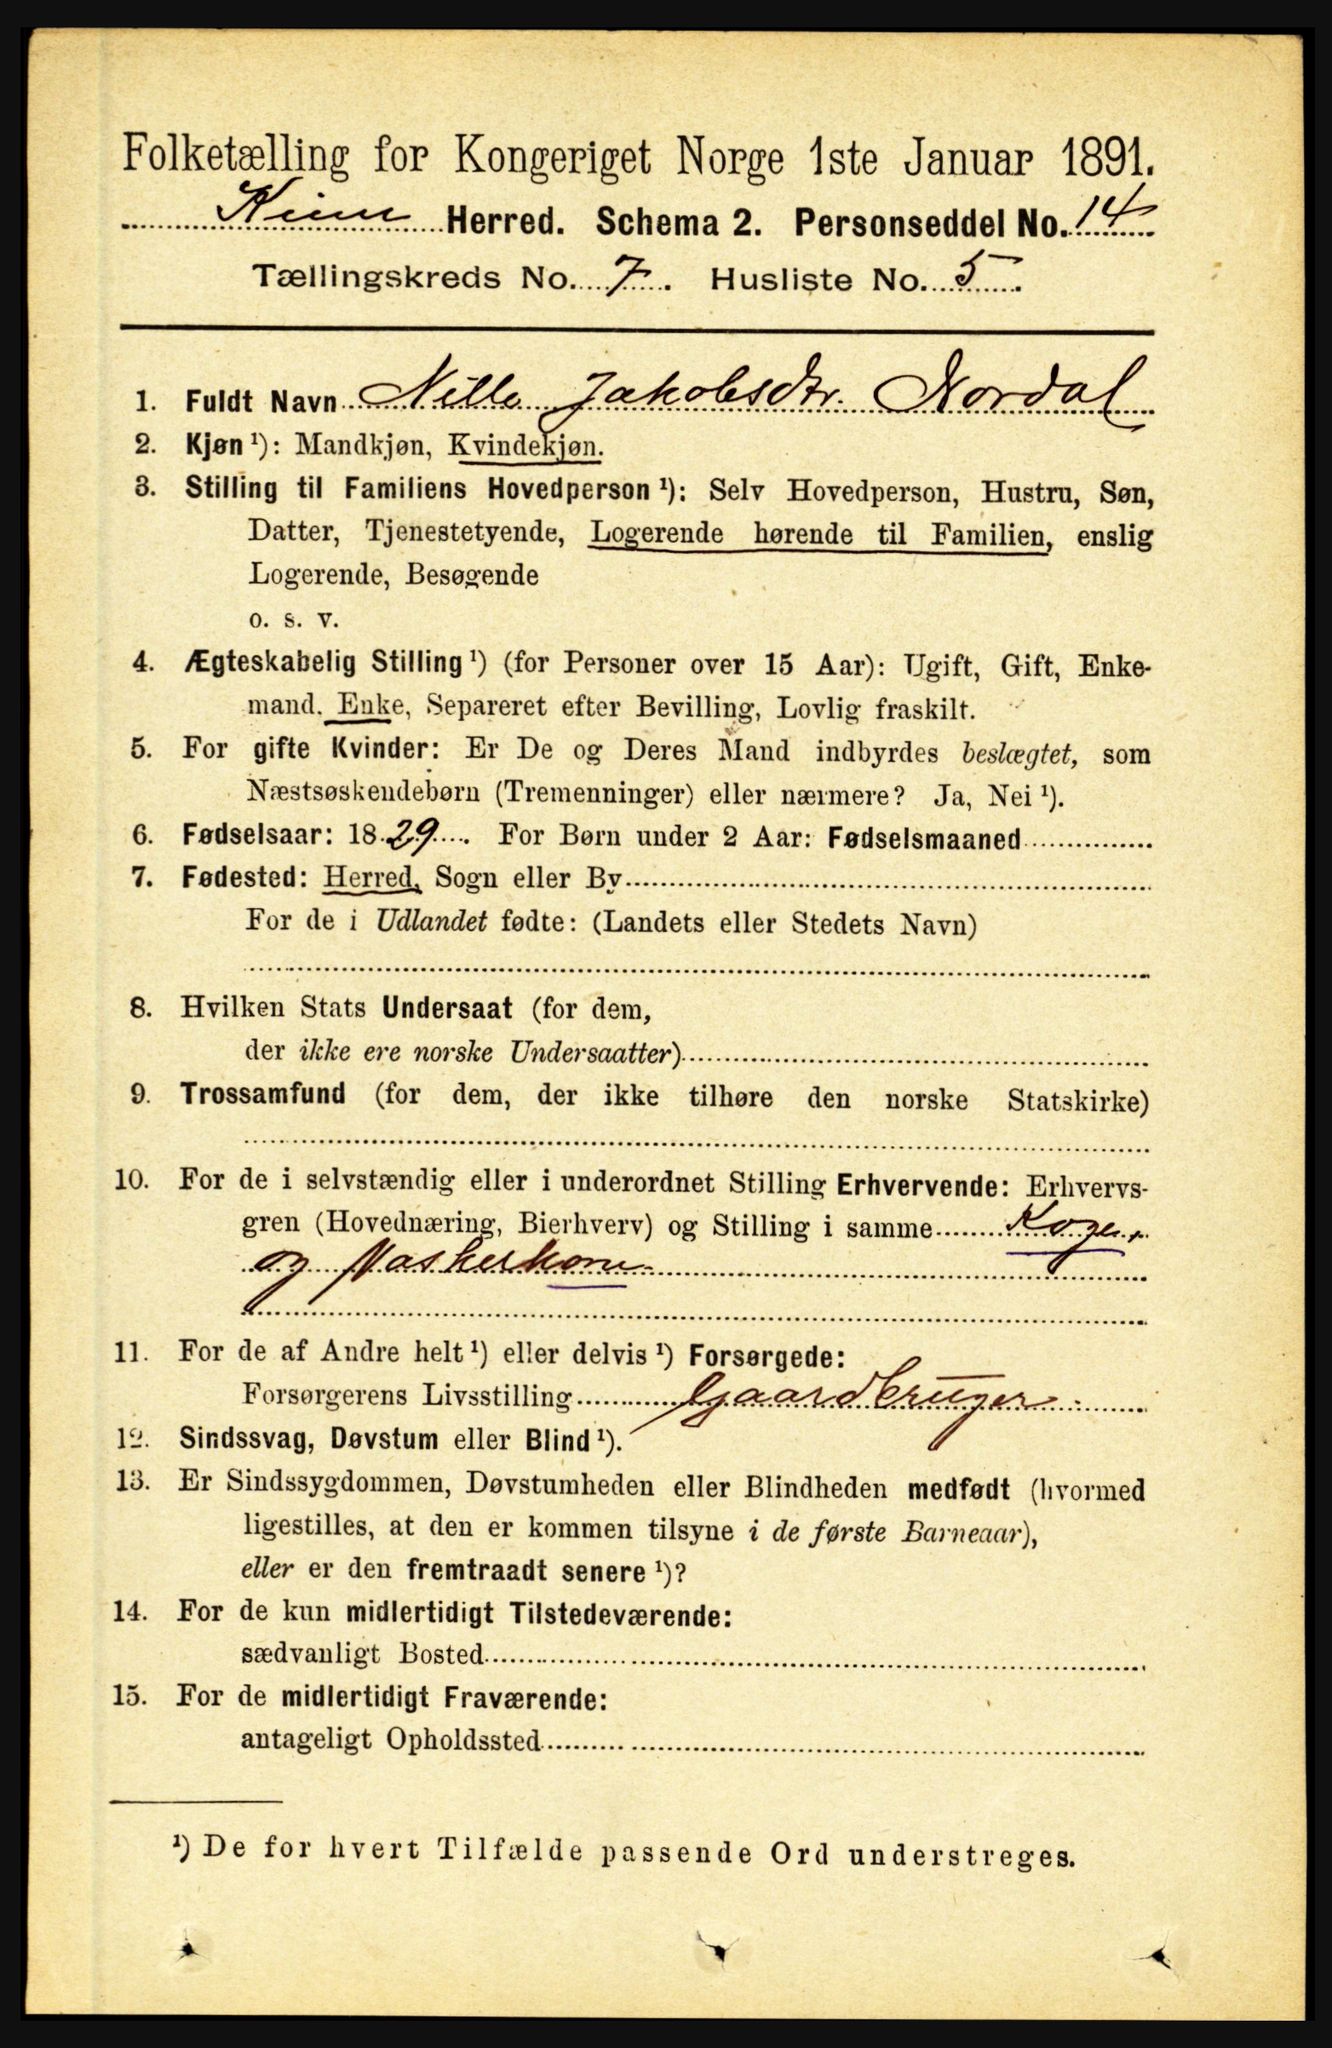 Folketælling for Kongeriget Norge 1ste Januar 1891.
Kinn Herred. Schema 2. Personseddel No. 14
Tællingskreds No. 7. Husliste No. 5.
1. Fuldt Navn Nille Jakobsdtr. Nordal
2. Kjøn ¹): Mandkjøn, Kvindekjøn.
3. Stilling til Familiens Hovedperson ¹): Selv Hovedperson, Hustru, Søn,
Datter, Tjenestetyende, Logerende hørende til Familien, enslig
Logerende, Besøgende
o. s. v.
4. Ægteskabelig Stilling ¹) (for Personer over 15 Aar): Ugift, Gift, Enke-
mand, Enke, Separeret efter Bevilling, Lovlig fraskilt.
5. For gifte Kvinder: Er De og Deres Mand indbyrdes beslægtet, som
Næstsøskendebørn (Tremenninger) eller nærmere? Ja, Nei ¹).
6. Fødselsaar: 1829. For Børn under 2 Aar: Fødselsmaaned
7. Fødested: Herred, Sogn eller By
For de i Udlandet fødte: (Landets eller Stedets Navn)
8. Hvilken Stats Undersaat (for dem,
der ikke ere norske Undersaatter)
9. Trossamfund (for dem, der ikke tilhøre den norske Statskirke)
10. For de i selvstændig eller i underordnet Stilling Erhvervende: Erhvervs-
gren (Hovednæring, Bierhverv) og Stilling i samme Koge-
og Vaskerkone
11. For de af Andre helt ¹) eller delvis ¹) Forsørgede:
Forsørgerens Livsstilling Gaardbruger
12. Sindssvag, Døvstum eller Blind ¹).
13. Er Sindssygdommen, Døvstumheden eller Blindheden medfødt (hvormed
ligestilles, at den er kommen tilsyne i de første Barneaar),
eller er den fremtraadt senere ¹)?
14. For de kun midlertidigt Tilstedeværende:
sædvanligt Bosted
15. For de midlertidigt Fraværende:
antageligt Opholdssted
¹) De for hvert Tilfælde passende Ord understreges.